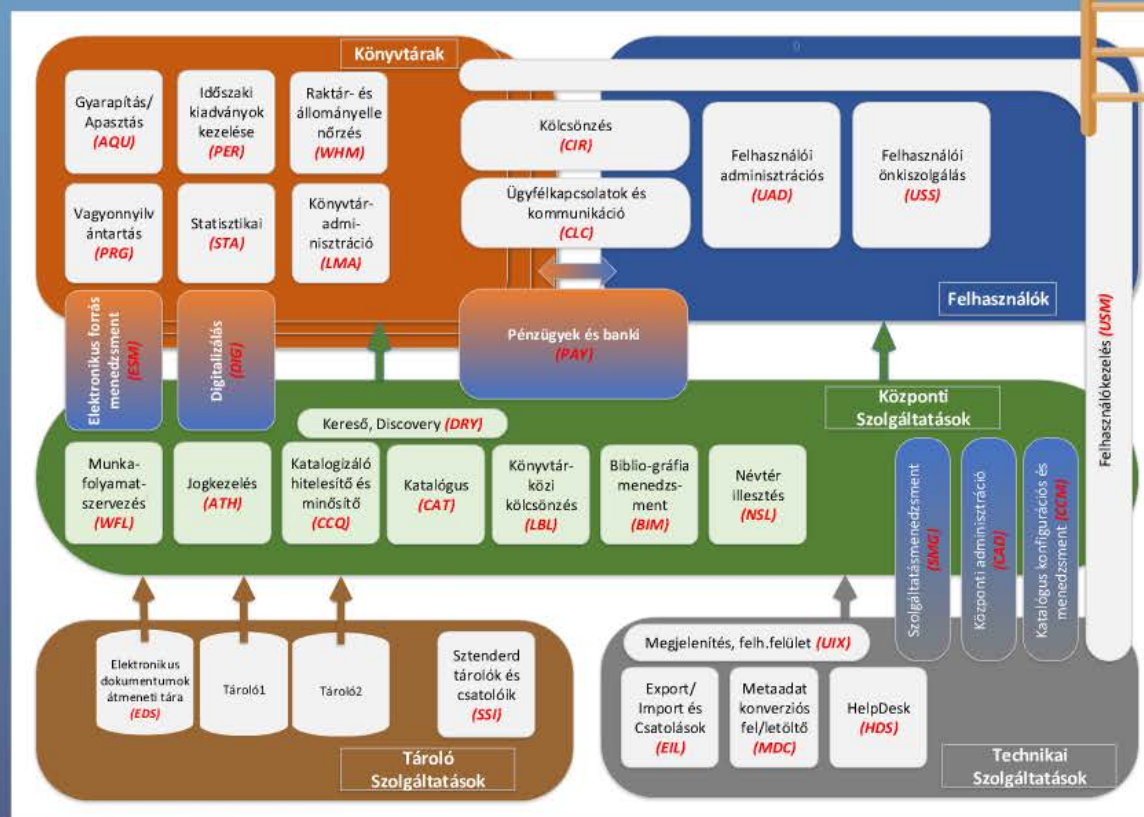 Könyvtárak
Gyarapítás/
Apasztás
(AQU)
Időszaki
kiadványok
kezelése
(PER)
Raktár- és
állományelle
nőrzés
(WHM)
Vagyonnyilv
ántartás
(PRG)
Statisztikai
(STA)
Könyvtár-
admi-
nisztráció
(LMA)
0
Kölcsönzés
(CIR)
Ügyfélkapcsolatok és
kommunikáció
(CLC)
Felhasználói
adminisztrációs
(UAD)
Felhasználói
önkiszolgálás
(USS)
Felhasználók
Felhasználókezelés (USM)
Elektronikus forrás
menedzsment
(ESM)
Digitalizálás
(DIG)
Pénzügyek és banki
(PAY)
Központi
Szolgáltatások
Kereső, Discovery (DRY)
Munka-
folyamat-
szervezés
(WFL)
Jogkezelés
(ATH)
Katalogizáló
hitelesítő és
minősítő
(CCQ)
Katalógus
(CAT)
Könyvtár-
közi
kölcsönzés
(LBL)
Biblio-gráfia
menedzs-
ment
(BIM)
Névtér
illesztés
(NSL)
Szolgáltatásmenedzsment
(SMG)
Központi adminisztráció
(CAD)
Katalógus konfigurációs és
menedzsment (CCM)
Elektronikus
dokumentumok
átmeneti tára
(EDS)
Tároló1
Tároló2
Sztenderd
tárolók és
csatolóik
(SSI)
Tároló
Szolgáltatások
Megjelenítés, felh.felület (UIX)
Export/
Import és
Csatolások
(EIL)
Metaadat
konverziós
fel/letöltő
(MDC)
HelpDesk
(HDS)
Technikai
Szolgáltatások